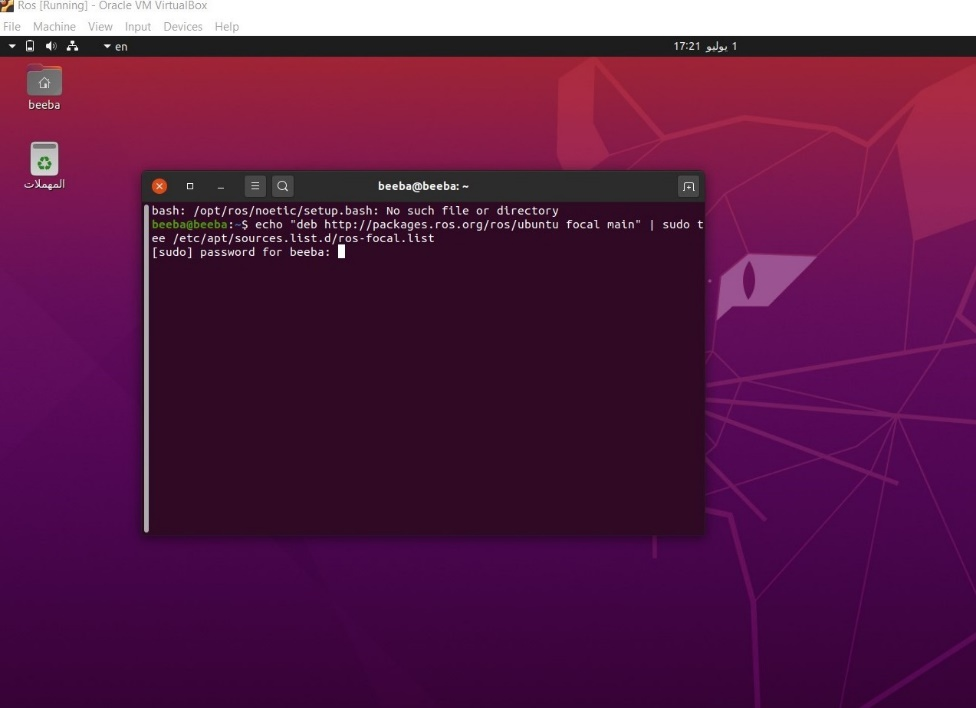 Ros [Running] - Oracle VM VirtualBox
File Machine View Input Devices Help
en
1 يوليو 17:21
beeba
المهملات
beeba@beeba: ~
bash: /opt/ros/noetic/setup.bash: No such file or directory
beeba@beeba:~$ echo "deb http://packages.ros.org/ros/ubuntu focal main" | sudo t
ee /etc/apt/sources.list.d/ros-focal.list
[sudo] password for beeba: